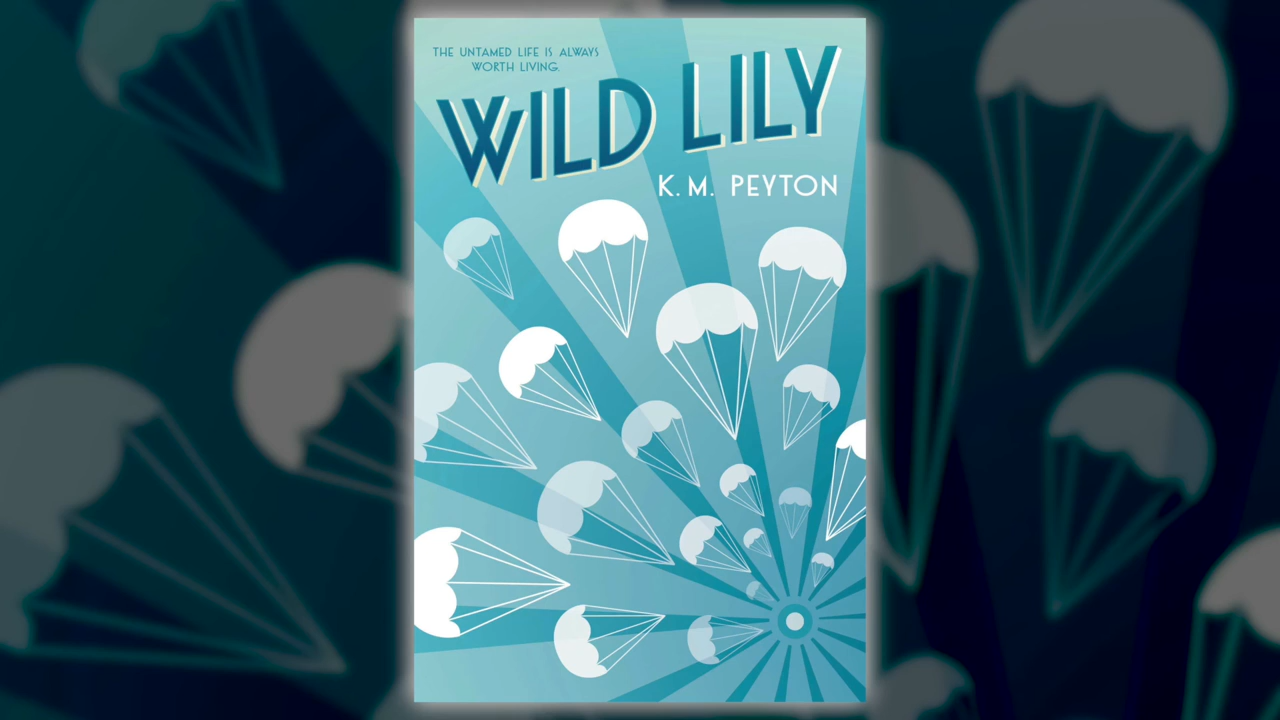 THE UNTAMED LIFE IS ALWAYS
WORTH LIVING.
WILD LILY
K. M. PEYTON